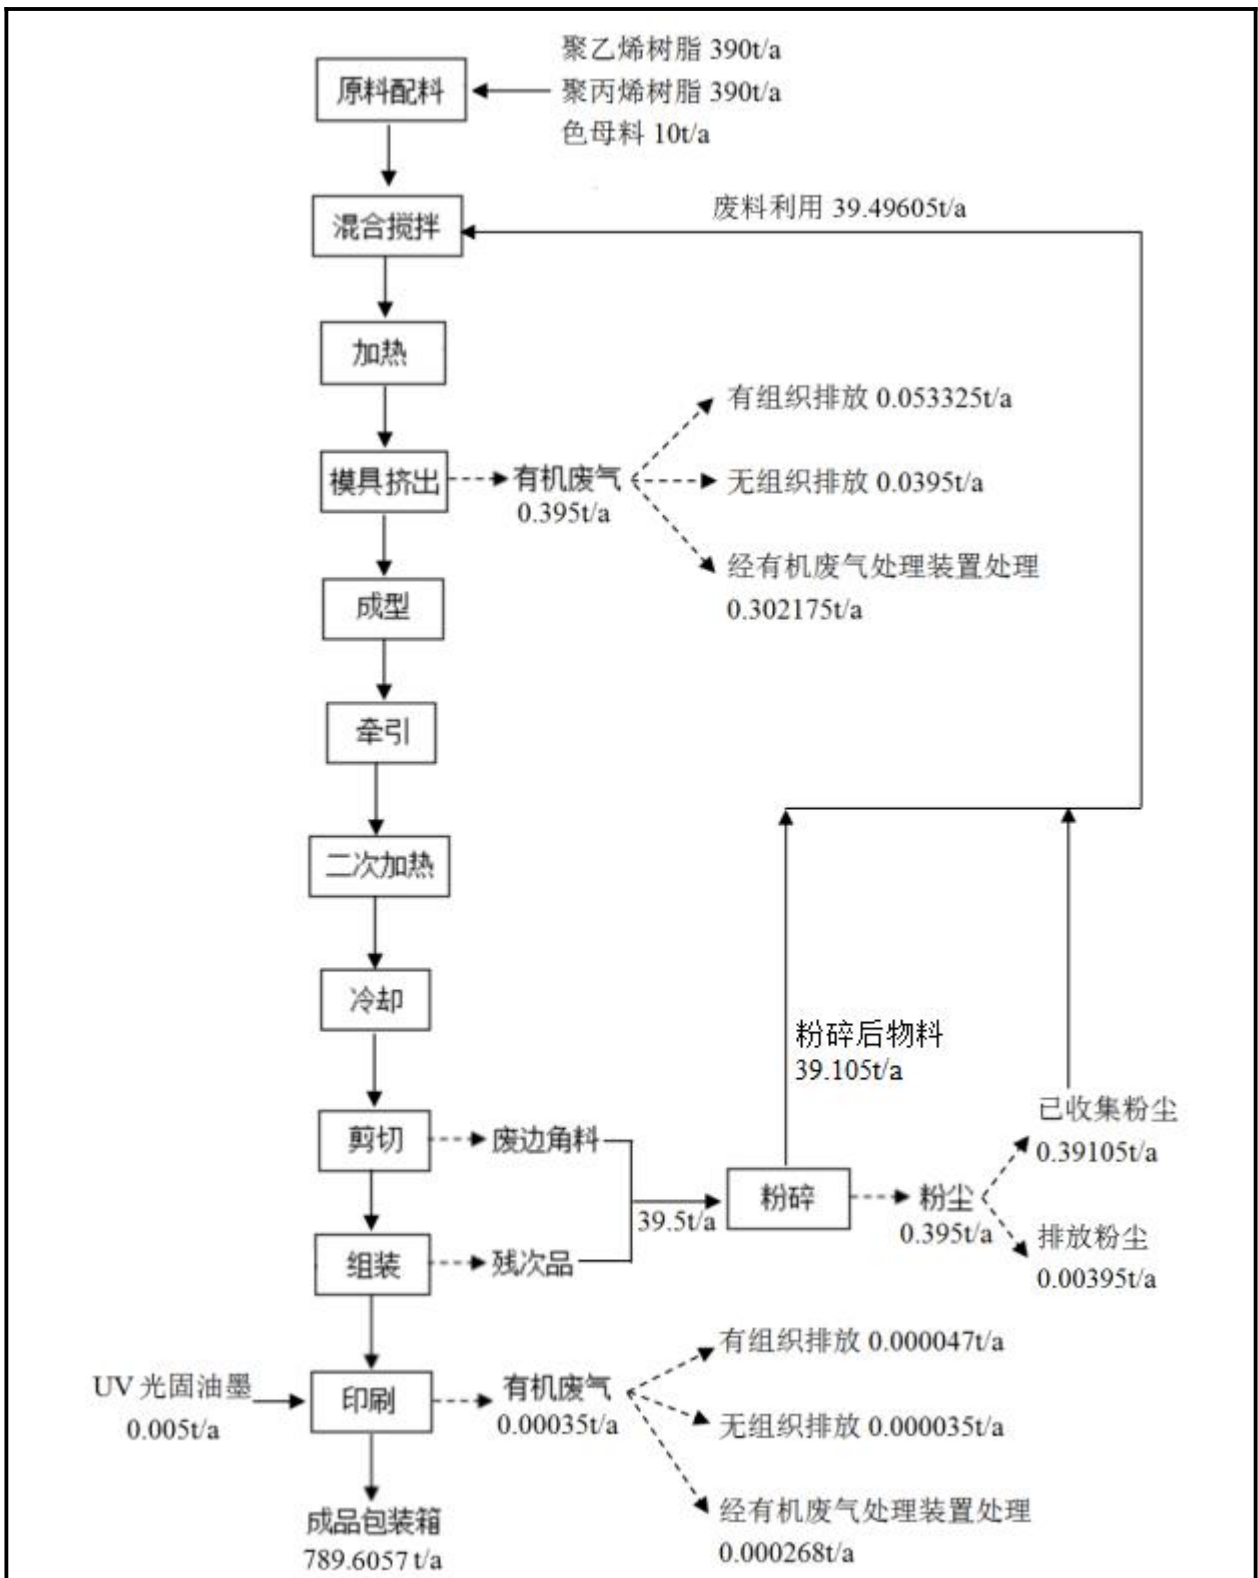 聚乙烯树脂 390t/a
原料配料
聚丙烯树脂 390t/a
色母料 10t/a
废料利用 39.49605t/a
混合搅拌
加热
有组织排放 0.053325t/a
模具挤出
有机废气
0.395t/a
无组织排放 0.0395t/a
经有机废气处理装置处理
0.302175t/a
成型
牵引
二次加热
冷却
粉碎后物料
39.105t/a
剪切
废边角料
已收集粉尘
0.39105t/a
39.5t/a
粉碎
粉尘
0.395t/a
组装
残次品
排放粉尘
0.00395t/a
有组织排放 0.000047t/a
UV 光固油墨
0.005t/a
印刷
有机废气
0.00035t/a
无组织排放 0.000035t/a
经有机废气处理装置处理
0.000268t/a
成品包装箱
789.6057 t/a